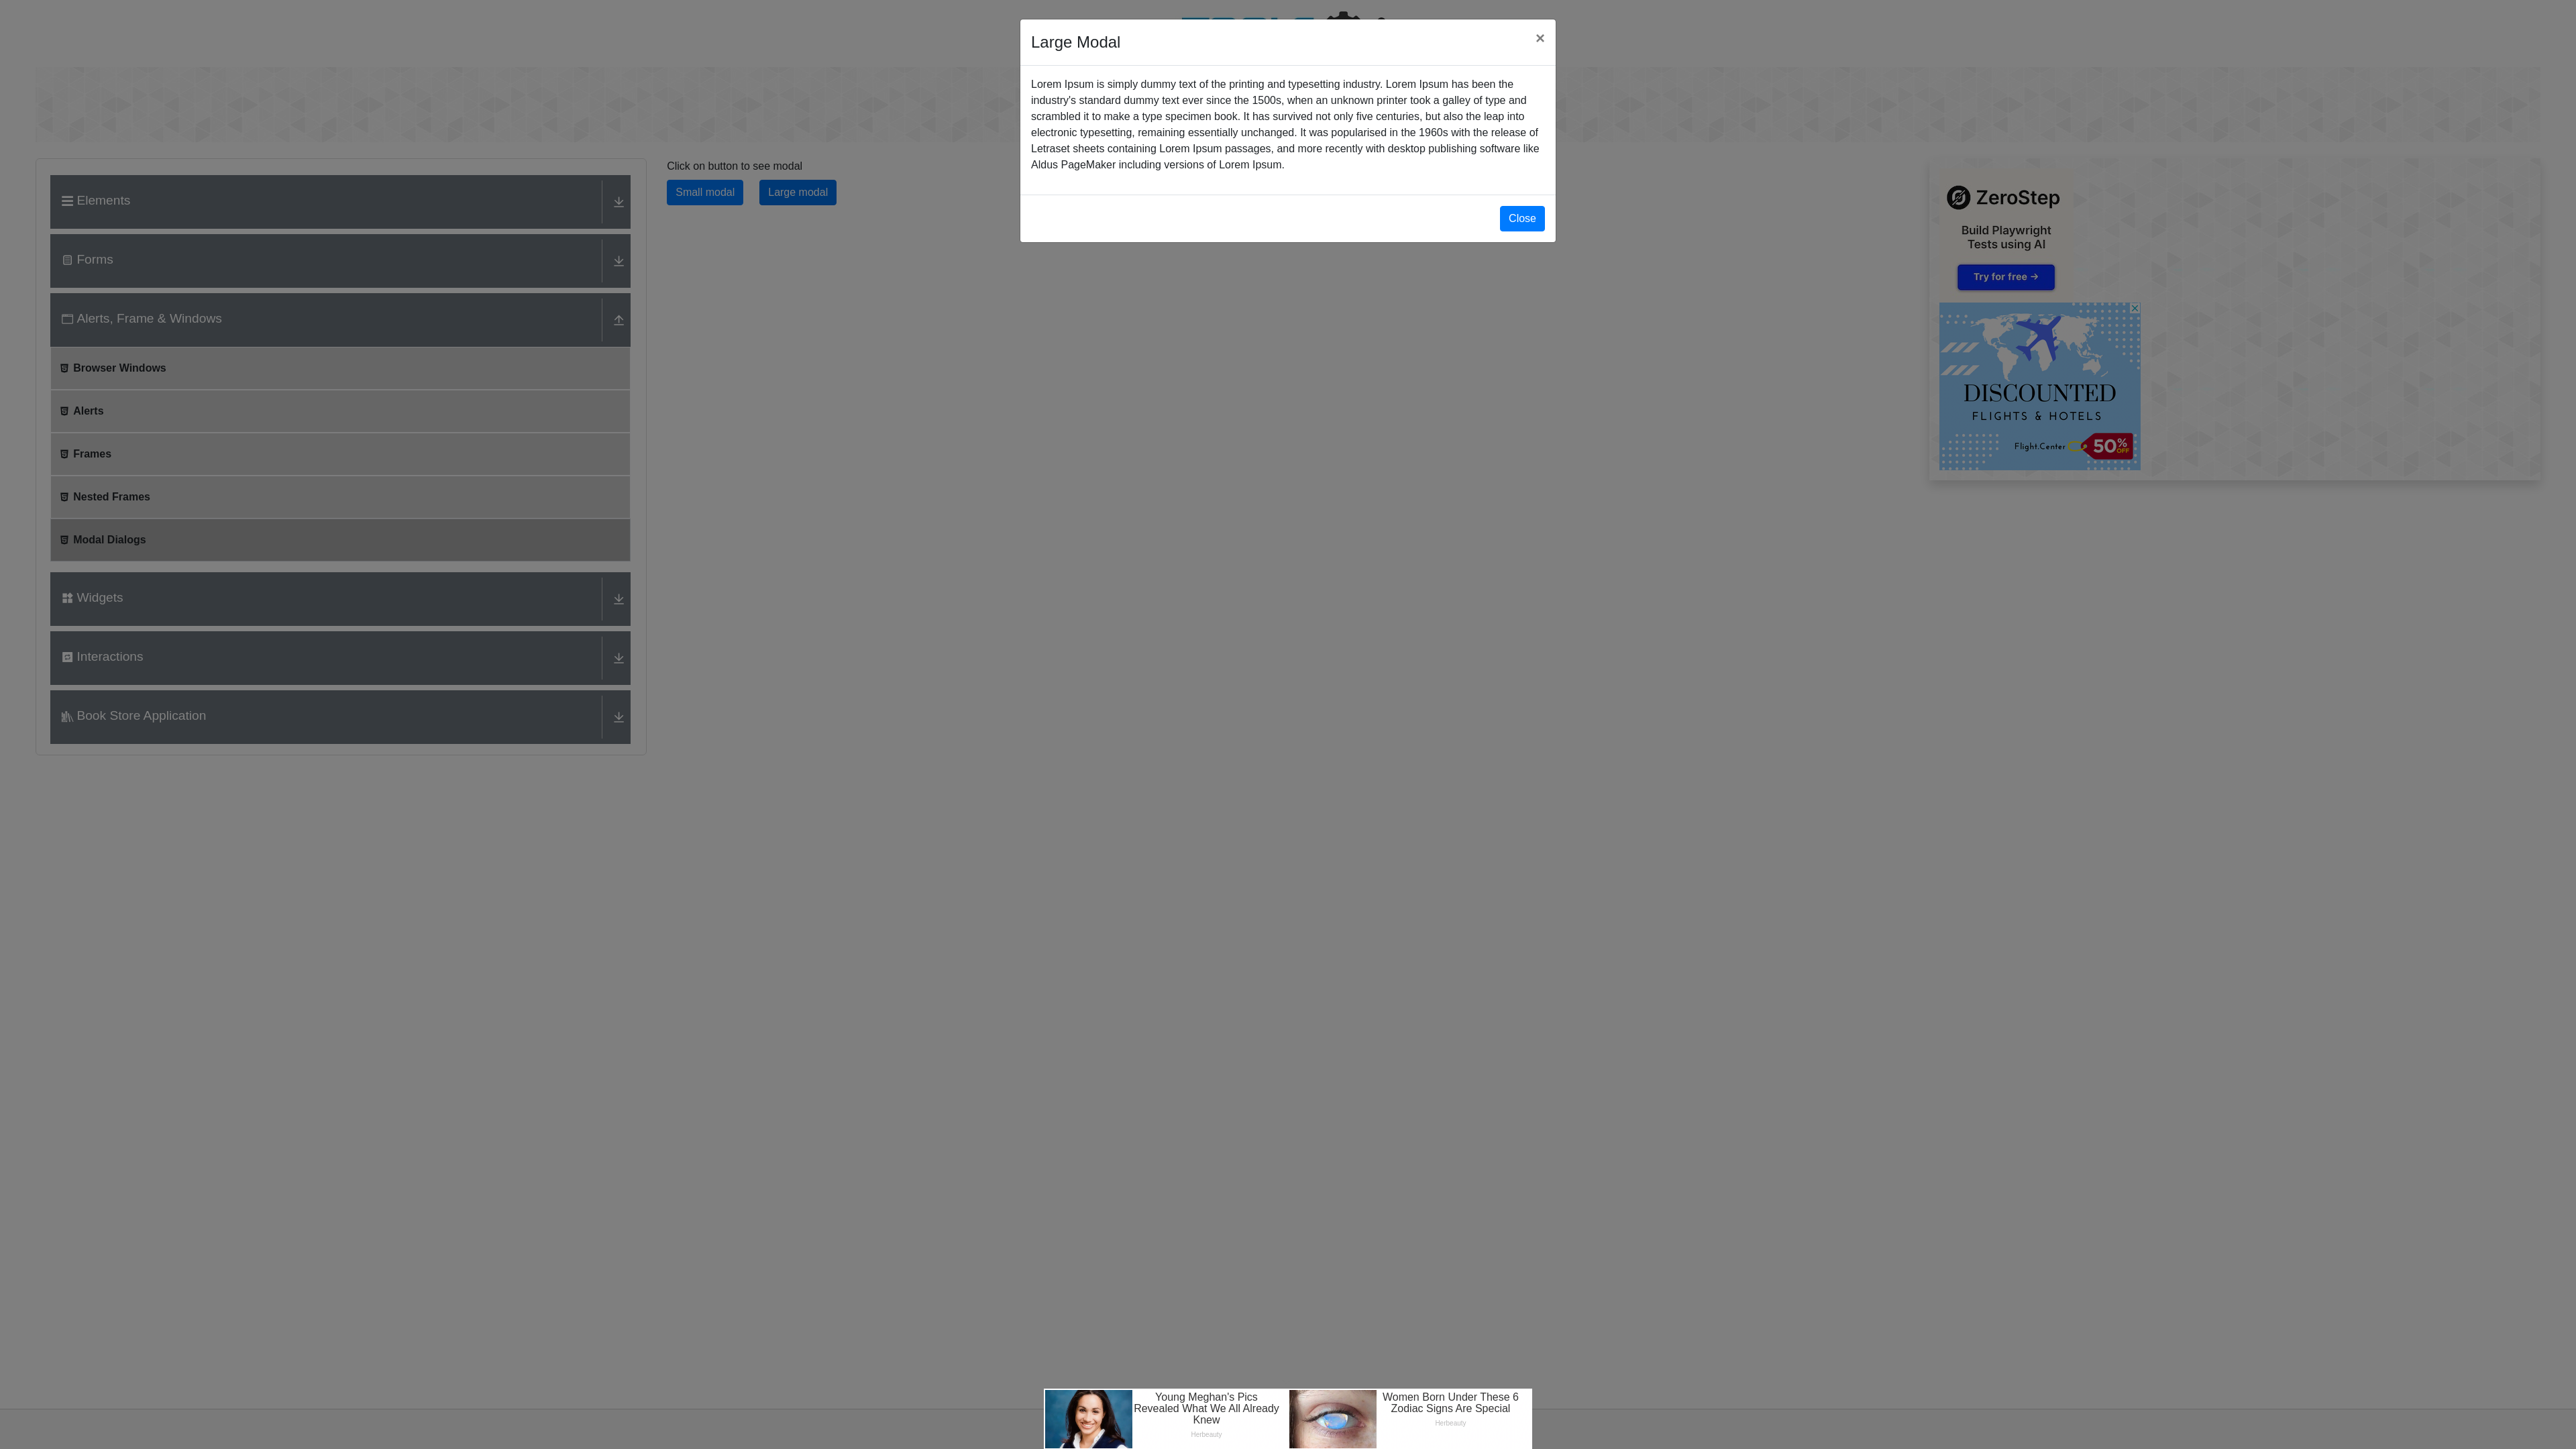 Large Modal
×
Lorem Ipsum is simply dummy text of the printing and typesetting industry. Lorem Ipsum has been the
industry's standard dummy text ever since the 1500s, when an unknown printer took a galley of type and
scrambled it to make a type specimen book. It has survived not only five centuries, but also the leap into
electronic typesetting, remaining essentially unchanged. It was popularised in the 1960s with the release of
Letraset sheets containing Lorem Ipsum passages, and more recently with desktop publishing software like
Aldus PageMaker including versions of Lorem Ipsum.
Close
Elements
Forms
Alerts, Frame & Windows
Browser Windows
Alerts
Frames
Nested Frames
Modal Dialogs
Widgets
Interactions
Book Store Application
Click on button to see modal
Small modal
Large modal
ZeroStep
Build Playwright
Tests using AI
Try for free →
DISCOUNTED
FLIGHTS & HOTELS
Flight.Center
50% OFF
Young Meghan's Pics
Revealed What We All Already
Knew
Herbeauty
Women Born Under These 6
Zodiac Signs Are Special
Herbeauty